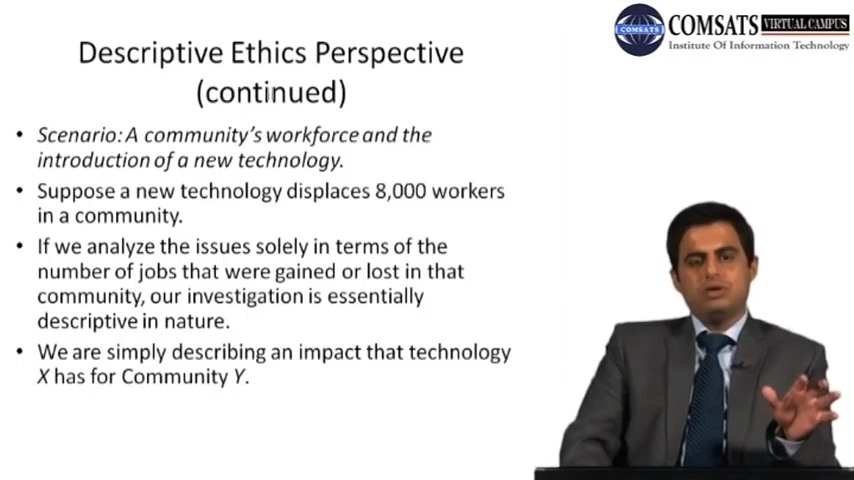 COMSATS VIRTUAL CAMPUS
COMSATS
Institute Of Information Technology
Descriptive Ethics Perspective
(continued)
• Scenario: A community's workforce and the
introduction of a new technology.
• Suppose a new technology displaces 8,000 workers
in a community.
• If we analyze the issues solely in terms of the
number of jobs that were gained or lost in that
community, our investigation is essentially
descriptive in nature.
• We are simply describing an impact that technology
X has for Community Y.